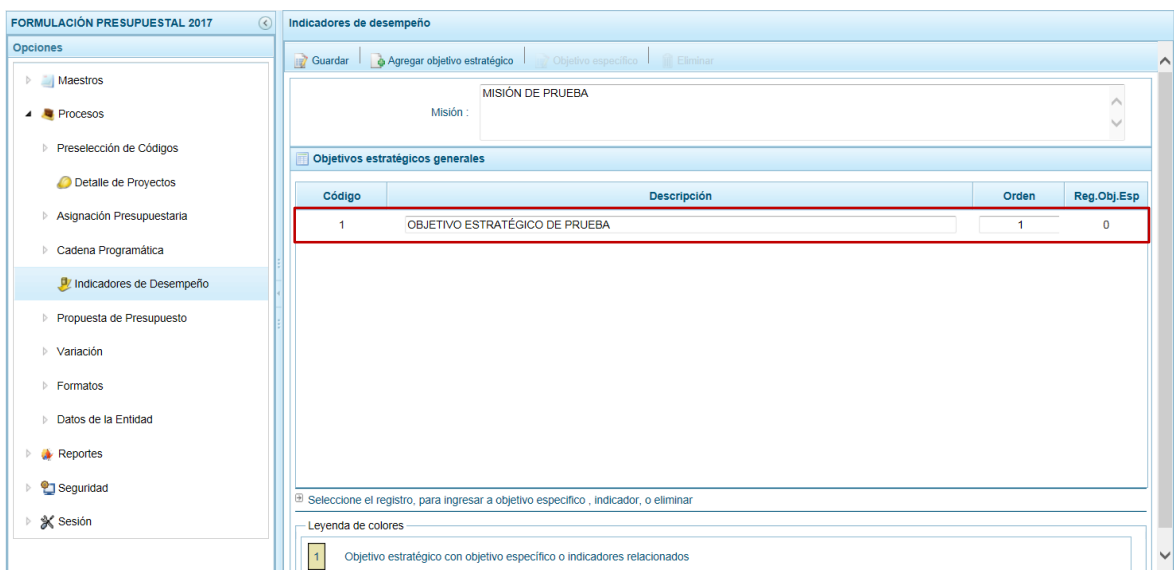 FORMULACIÓN PRESUPUESTAL 2017
Opciones
Maestros
Procesos
Preselección de Códigos
Detalle de Proyectos
Asignación Presupuestaria
Cadena Programática
Indicadores de Desempeño
Propuesta de Presupuesto
Variación
Formatos
Datos de la Entidad
Reportes
Seguridad
Sesión
Indicadores de desempeño
Guardar Agregar objetivo estratégico Objetivo específico Eliminar
Misión : MISIÓN DE PRUEBA
Objetivos estratégicos generales
Código Descripción Orden Reg.Obj.Esp
1 OBJETIVO ESTRATÉGICO DE PRUEBA 1 0
Seleccione el registro, para ingresar a objetivo especifico , indicador, o eliminar
Leyenda de colores
1 Objetivo estratégico con objetivo específico o indicadores relacionados